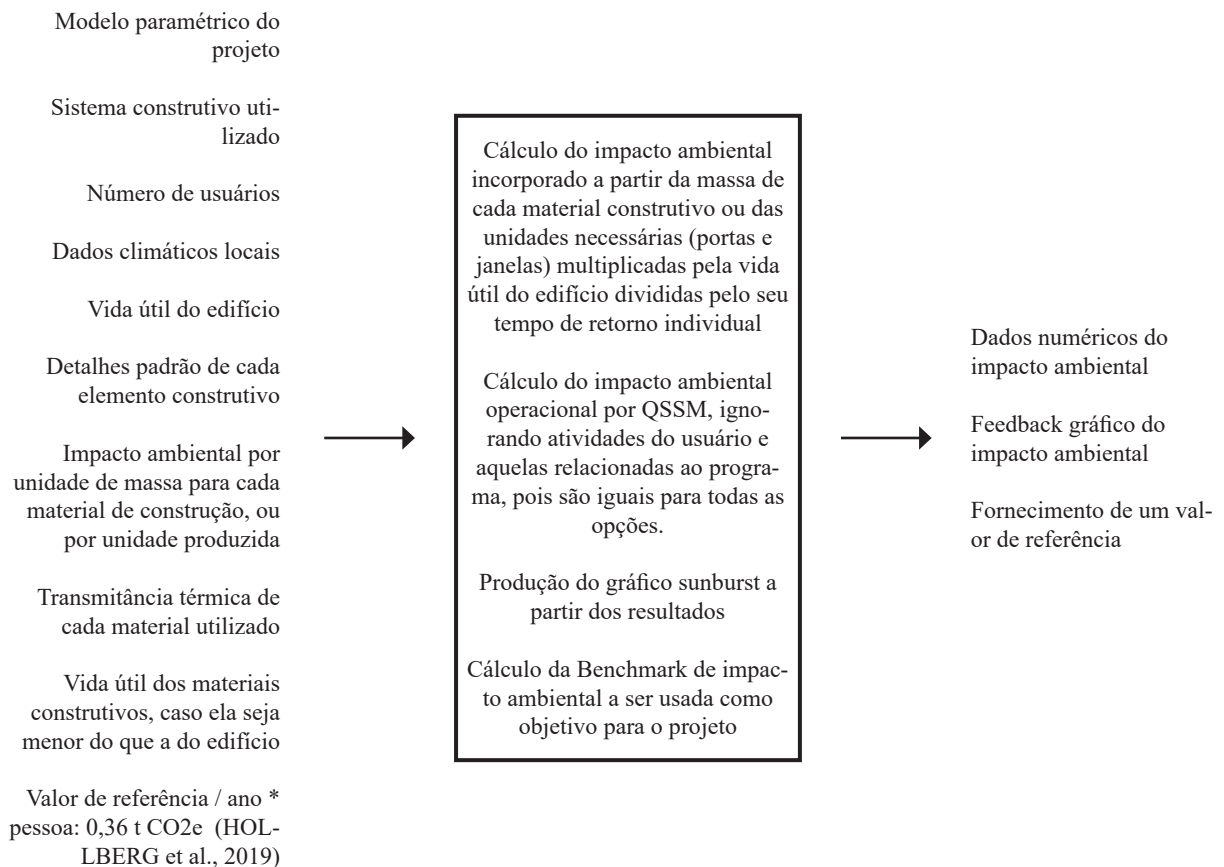 Modelo paramétrico do
projeto
Sistema construtivo uti-
lizado
Número de usuários
Dados climáticos locais
Vida útil do edifício
Detalhes padrão de cada
elemento construtivo
Impacto ambiental por
unidade de massa para cada
material de construção, ou
por unidade produzida
Transmitância térmica de
cada material utilizado
Vida útil dos materiais
construtivos, caso ela seja
menor do que a do edifício
Valor de referência / ano *
pessoa: 0,36 t CO2e (HOL-
LBERG et al., 2019)
Cálculo do impacto ambiental
incorporado a partir da massa de
cada material construtivo ou das
unidades necessárias (portas e
janelas) multiplicadas pela vida
útil do edifício divididas pelo seu
tempo de retorno individual
Cálculo do impacto ambiental
operacional por QSSM, igno-
rando atividades do usuário e
aquelas relacionadas ao progra-
ma, pois são iguais para todas as
opções.
Produção do gráfico sunburst a
partir dos resultados
Cálculo da Benchmark de impac-
to ambiental a ser usada como
objetivo para o projeto
Dados numéricos do
impacto ambiental
Feedback gráfico do
impacto ambiental
Fornecimento de um val-
or de referência